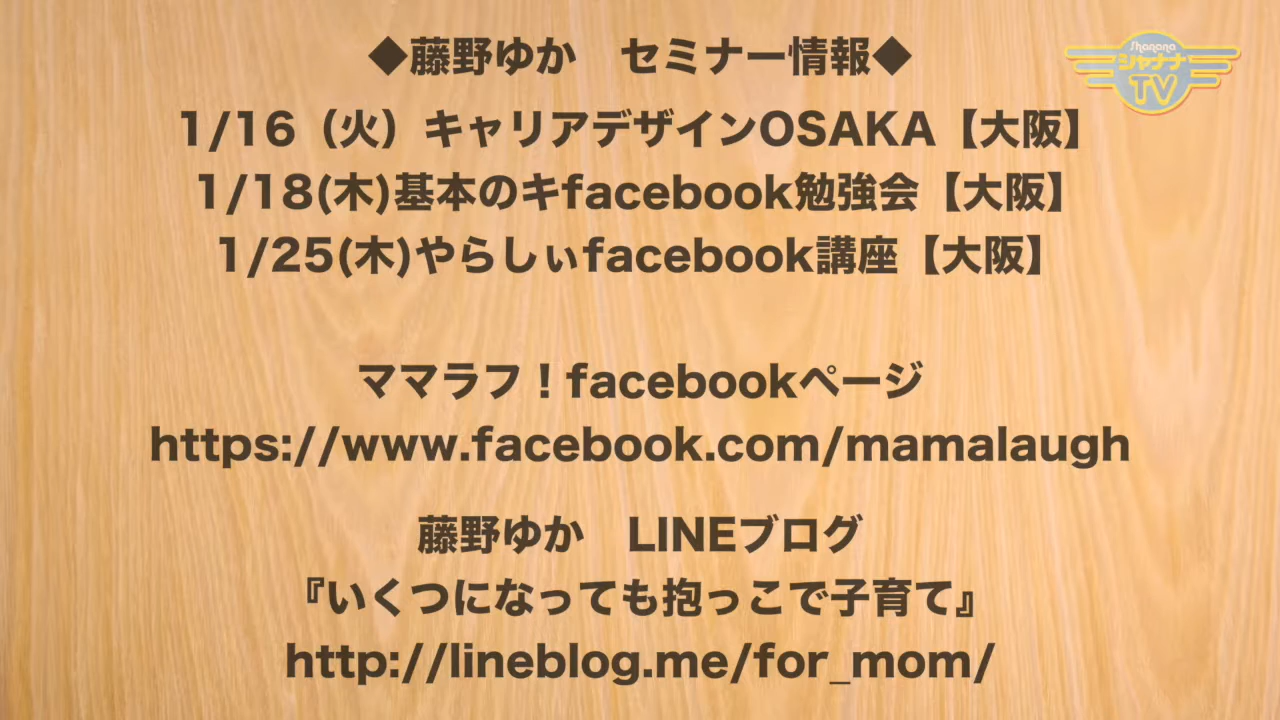 ◆藤野ゆか　セミナー情報◆
Shanana
シャナナ
TV
1/16（火）キャリアデザインOSAKA【大阪】
1/18(木)基本のキfacebook勉強会【大阪】
1/25(木)やらしぃfacebook講座【大阪】
ママラフ！facebookページ
https://www.facebook.com/mamalaugh
藤野ゆか　LINEブログ
『いくつになっても抱っこで子育て』
http://lineblog.me/for_mom/